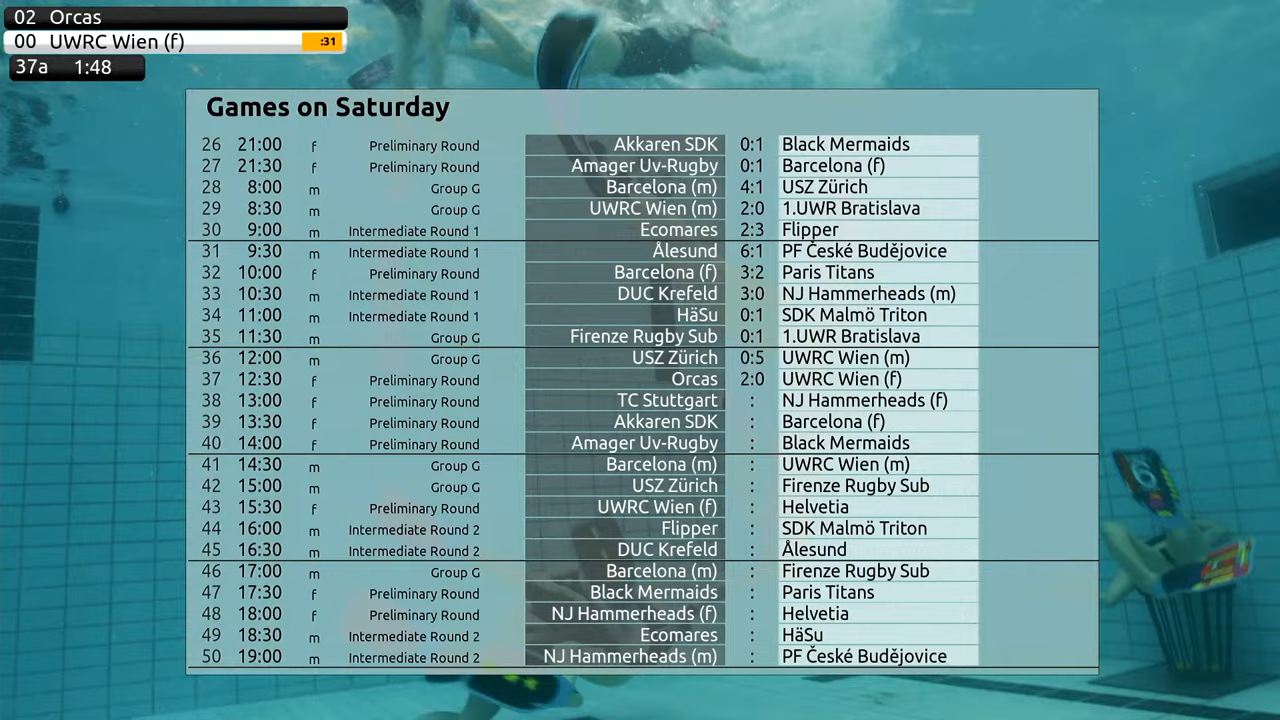 02 Orcas
00 UWRC Wien (f) :31
37a 1:48
Games on Saturday
26 21:00 f Preliminary Round Akkaren SDK 0:1 Black Mermaids
27 21:30 f Preliminary Round Amager Uv-Rugby 0:1 Barcelona (f)
28 8:00 m Group G Barcelona (m) 4:1 USZ Zürich
29 8:30 m Group G UWRC Wien (m) 2:0 1.UWR Bratislava
30 9:00 m Intermediate Round 1 Ecomares 2:3 Flipper
31 9:30 m Intermediate Round 1 Ålesund 6:1 PF České Budějovice
32 10:00 f Preliminary Round Barcelona (f) 3:2 Paris Titans
33 10:30 m Intermediate Round 1 DUC Krefeld 3:0 NJ Hammerheads (m)
34 11:00 m Intermediate Round 1 HäSu 0:1 SDK Malmö Triton
35 11:30 m Group G Firenze Rugby Sub 0:1 1.UWR Bratislava
36 12:00 m Group G USZ Zürich 0:5 UWRC Wien (m)
37 12:30 f Preliminary Round Orcas 2:0 UWRC Wien (f)
38 13:00 f Preliminary Round TC Stuttgart : NJ Hammerheads (f)
39 13:30 f Preliminary Round Akkaren SDK : Barcelona (f)
40 14:00 f Preliminary Round Amager Uv-Rugby : Black Mermaids
41 14:30 m Group G Barcelona (m) : UWRC Wien (m)
42 15:00 m Group G USZ Zürich : Firenze Rugby Sub
43 15:30 f Preliminary Round UWRC Wien (f) : Helvetia
44 16:00 m Intermediate Round 2 Flipper : SDK Malmö Triton
45 16:30 m Intermediate Round 2 DUC Krefeld : Ålesund
46 17:00 m Group G Barcelona (m) : Firenze Rugby Sub
47 17:30 f Preliminary Round Black Mermaids : Paris Titans
48 18:00 f Preliminary Round NJ Hammerheads (f) : Helvetia
49 18:30 m Intermediate Round 2 Ecomares : HäSu
50 19:00 m Intermediate Round 2 NJ Hammerheads (m) : PF České Budějovice